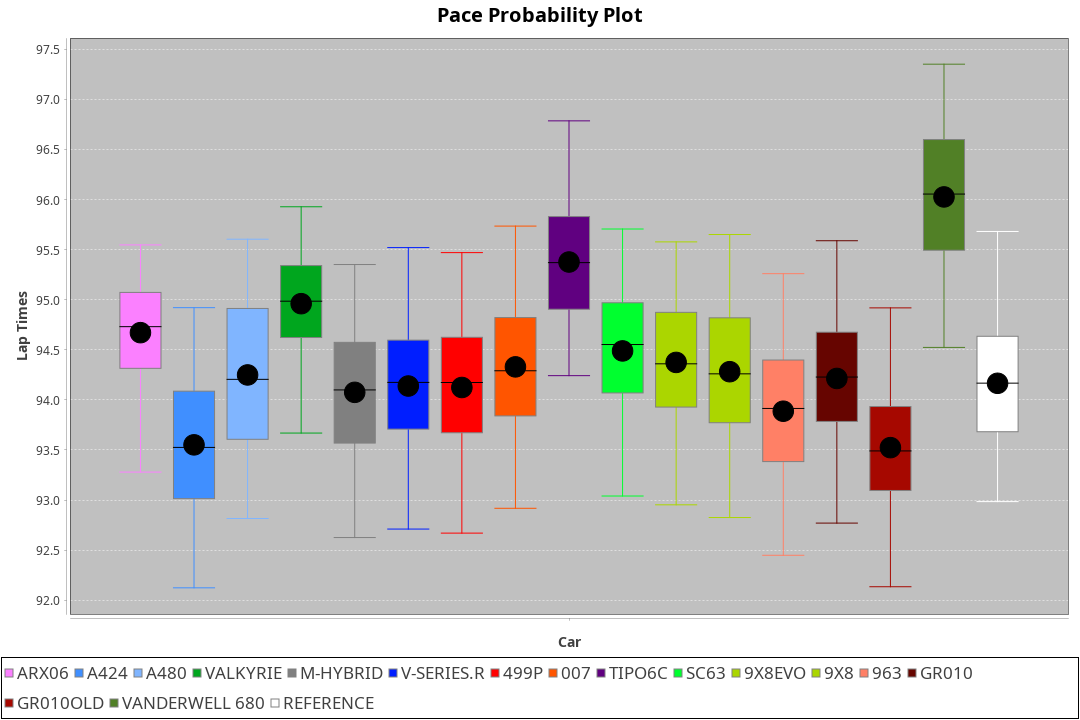 Pace Probability Plot
97.5
97.0
96.5
96.0
95.5
95.0
94.5
94.0
93.5
93.0
92.5
92.0
Lap Times
Car
ARX06 A424 A480 VALKYRIE M-HYBRID V-SERIES.R 499P 007 TIPO6C SC63 9X8EVO 9X8 963 GR010
GR010OLD VANDERWELL 680 REFERENCE